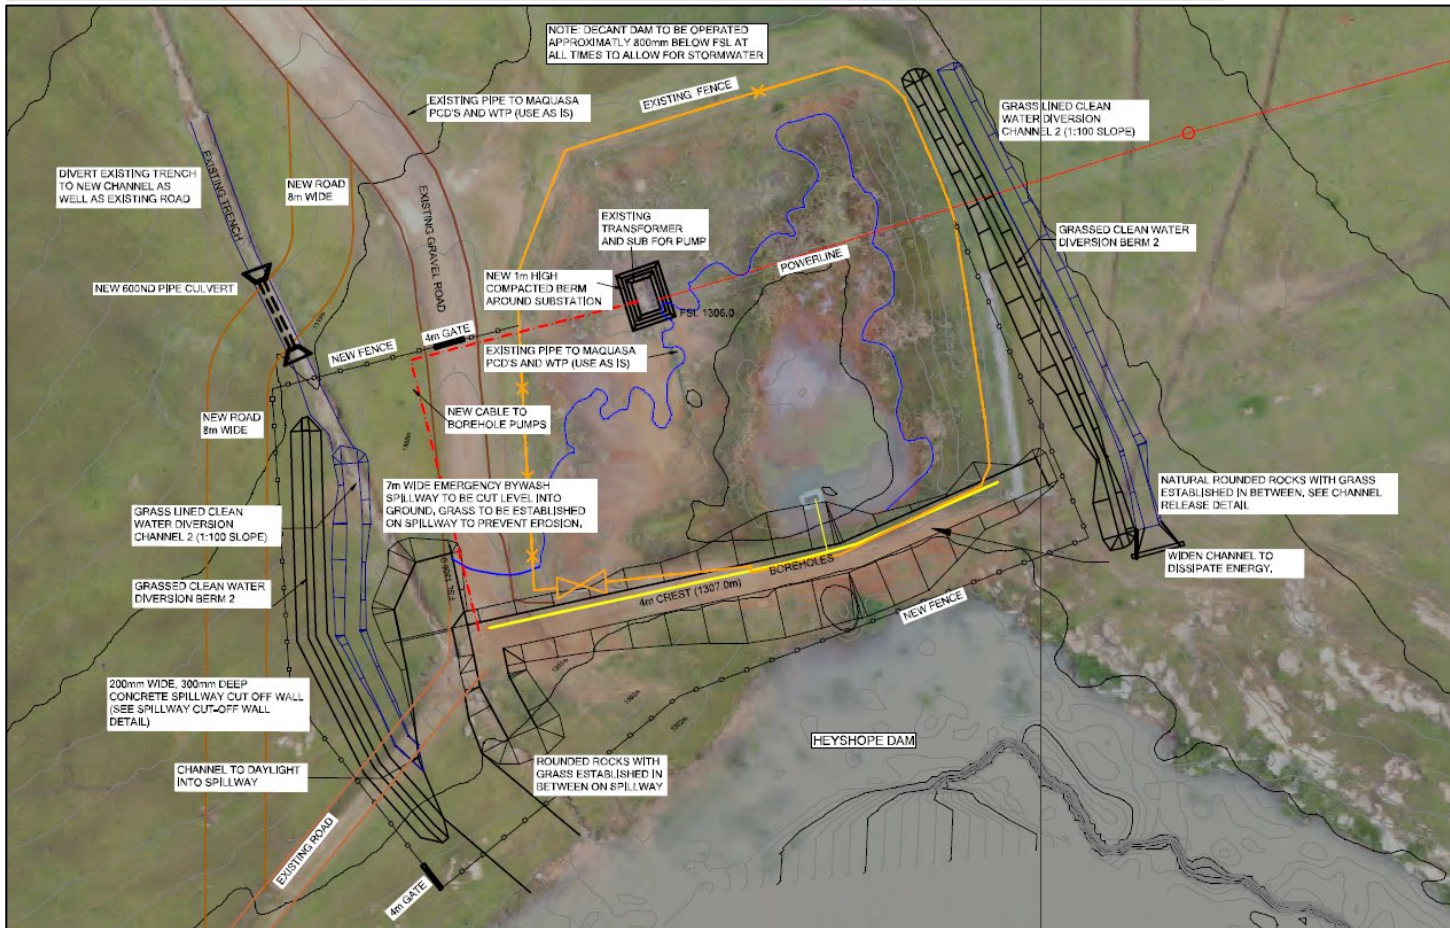 NOTE: DECANT DAM TO BE OPERATED
APPROXIMATLY 800mm BELOW FSL AT
ALL TIMES TO ALLOW FOR STORMWATER
EXISTING PIPE TO MAQUASA
PCD'S AND WTP (USE AS IS)
EXISTING FENCE
GRASS LINED CLEAN
WATER DIVERSION
CHANNEL 2 (1:100 SLOPE)
DIVERT EXISTING TRENCH
TO NEW CHANNEL AS
WELL AS EXISTING ROAD
EXISTING TRENCH
NEW ROAD
8m WIDE
EXISTING GRAVEL ROAD
EXISTING
TRANSFORMER
AND SUB FOR PUMP
GRASSED CLEAN WATER
DIVERSION BERM 2
POWERLINE
NEW 600ND PIPE CULVERT
NEW 1m HIGH
COMPACTED BERM
AROUND SUBSTATION
FSL 1306.0
4m GATE
NEW FENCE
EXISTING PIPE TO MAQUASA
PCD'S AND WTP (USE AS IS)
NEW ROAD
8m WIDE
NEW CABLE TO
BOREHOLE PUMPS
7m WIDE EMERGENCY BYWASH
SPILLWAY TO BE CUT LEVEL INTO
GROUND, GRASS TO BE ESTABLISHED
ON SPILLWAY TO PREVENT EROSION,
NATURAL ROUNDED ROCKS WITH GRASS
ESTABLISHED IN BETWEEN, SEE CHANNEL
RELEASE DETAIL
GRASS LINED CLEAN
WATER DIVERSION
CHANNEL 2 (1:100 SLOPE)
WIDEN CHANNEL TO
DISSIPATE ENERGY.
GRASSED CLEAN WATER
DIVERSION BERM 2
BOREHOLES
4m CREST (1307.0m)
NEW FENCE
200mm WIDE, 300mm DEEP
CONCRETE SPILLWAY CUT OFF WALL
(SEE SPILLWAY CUT-OFF WALL
DETAIL)
HEYSHOPE DAM
CHANNEL TO DAYLIGHT
INTO SPILLWAY
ROUNDED ROCKS WITH
GRASS ESTABLISHED IN
BETWEEN ON SPILLWAY
EXISTING ROAD
4m GATE